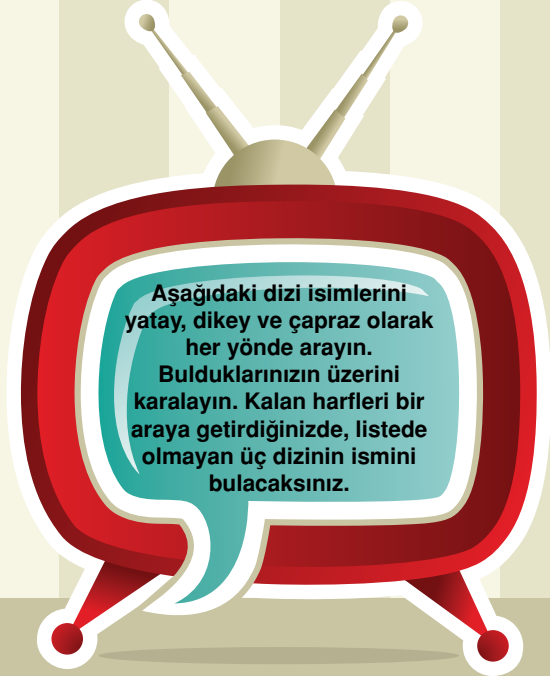 Aşağıdaki dizi isimlerini
yatay, dikey ve çapraz olarak
her yönde arayın.
Bulduklarınızın üzerini
karalayın. Kalan harfleri bir
araya getirdiğinizde, listede
olmayan üç dizinin ismini
bulacaksınız.